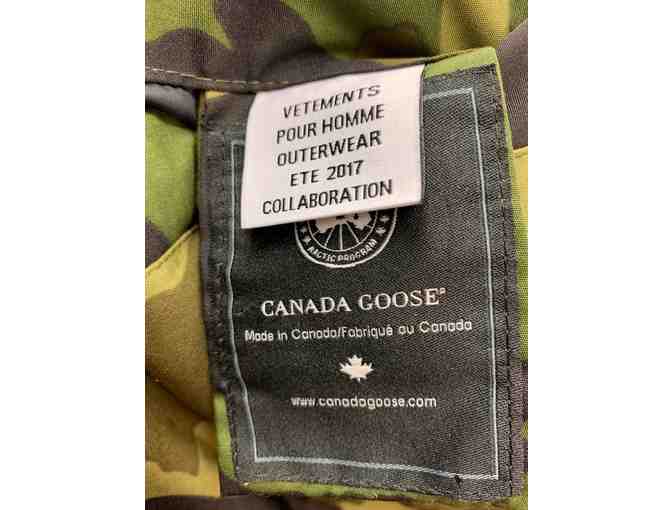 VETEMENTS
POUR HOMME
OUTERWEAR
ETE 2017
COLLABORATION
ARCTIC PROGRAM
CANADA GOOSE®
Made in Canada/Fabriqué au Canada
www.canadagoose.com